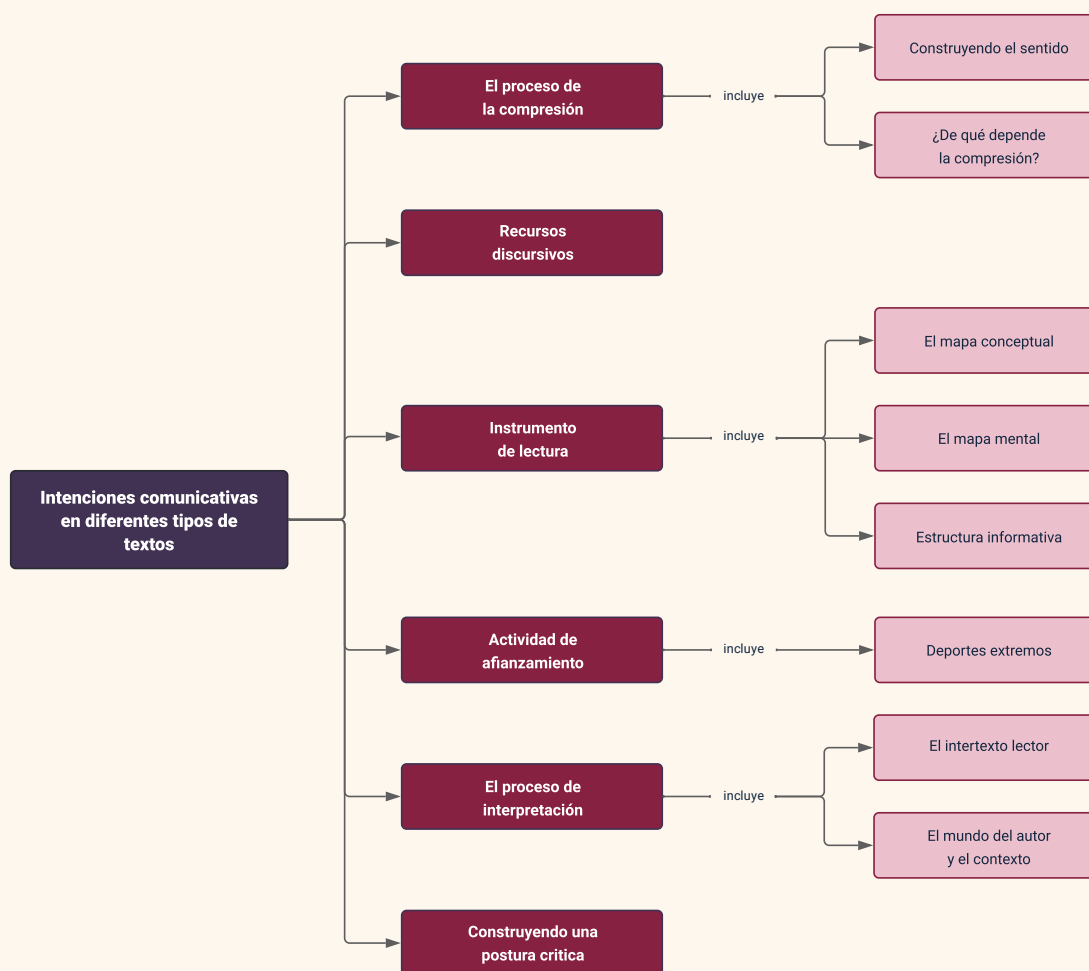 El proceso de
la compresión
incluye
Construyendo el sentido
¿De qué depende
la compresión?
Recursos
discursivos
Instrumento
de lectura
incluye
El mapa conceptual
El mapa mental
Estructura informativa
Intenciones comunicativas
en diferentes tipos de
textos
Actividad de
afianzamiento
incluye
Deportes extremos
El proceso de
interpretación
incluye
El intertexto lector
El mundo del autor
y el contexto
Construyendo una
postura critica